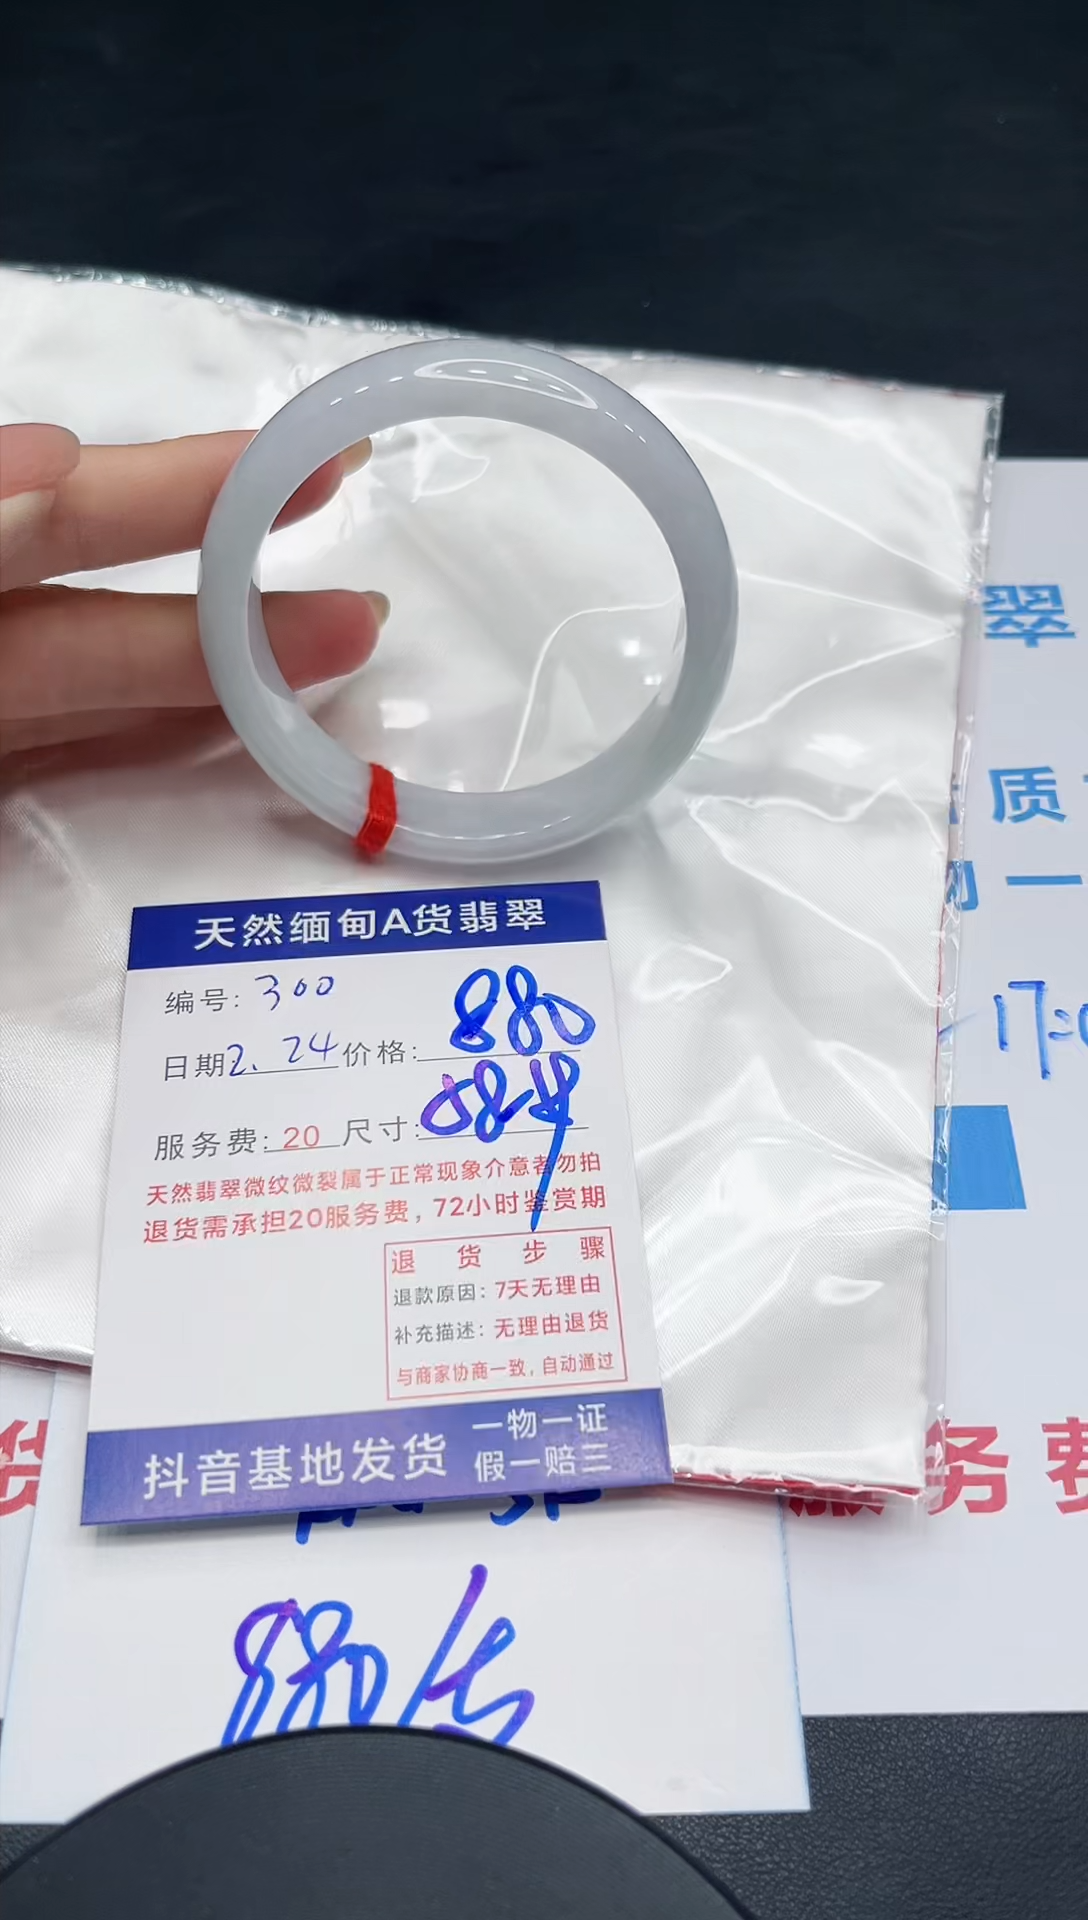 天然缅甸A货翡翠
编号: 300
880
日期: 2.24 价格:
服务费: 20 尺寸:
天然翡翠微纹微裂属于正常现象介意者勿拍
退货需承担20服务费，72小时鉴赏期
退货步骤
退款原因: 7天无理由
补充描述: 无理由退货
与商家协商一致，自动通过
抖音基地发货
一物一证
假一赔三
翠
质
一
17:0
服务费